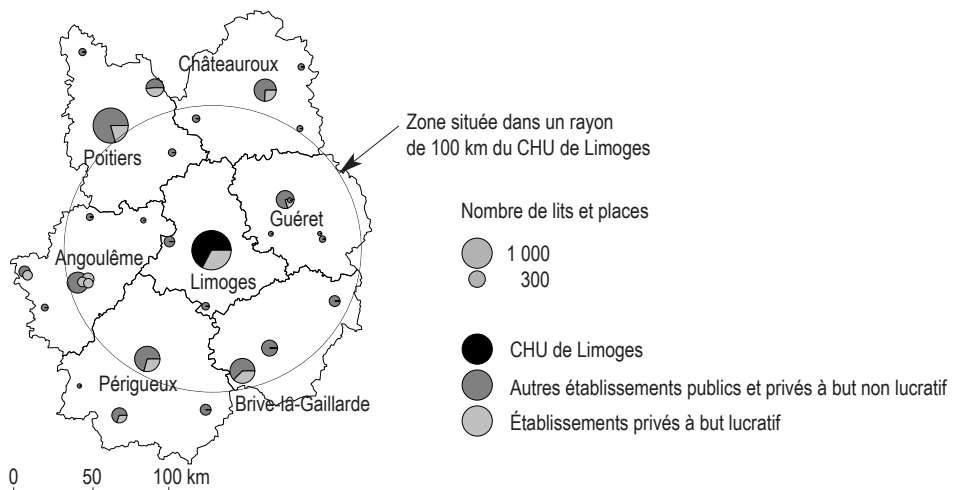 Châteauroux
Poitiers
Zone située dans un rayon
de 100 km du CHU de Limoges
Guéret
Angoulême
Limoges
Périgueux
Brive-lâ-Gaillarde
0 50 100 km
Nombre de lits et places
1 000
300
CHU de Limoges
Autres établissements publics et privés à but non lucratif
Établissements privés à but lucratif